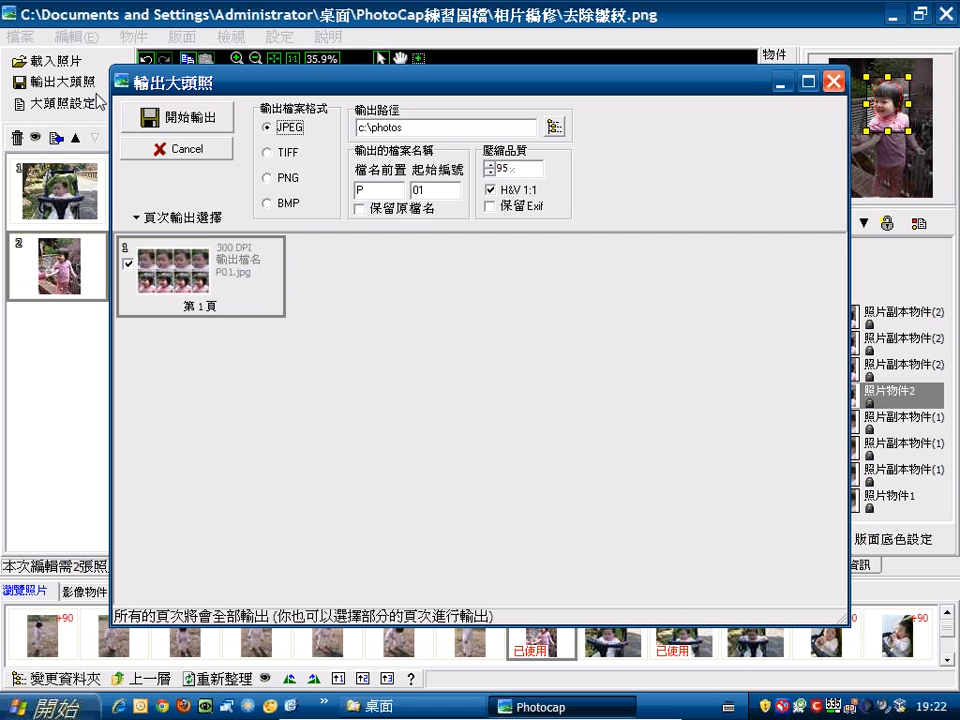 C:\Documents and Settings\Administrator\桌面\PhotoCap練習圖檔\相片編修\去除皺紋.png
檔案 編輯(E) 物件 版面 檢視 設定 說明
載入照片
輸出大頭照
大頭照設定
35.9%
物件
輸出大頭照
開始輸出
Cancel
頁次輸出選擇
輸出檔案格式
JPEG
TIFF
PNG
BMP
輸出路徑
c:\photos
輸出的檔案名稱
檔名前置 起始編號
P 01
保留原檔名
壓縮品質
95%
H&V 1:1
保留Exif
1
2
1
300 DPI
輸出檔名
P01.jpg
第 1 頁
照片副本物件(2)
照片副本物件(2)
照片副本物件(2)
照片物件2
照片副本物件(1)
照片副本物件(1)
照片副本物件(1)
照片物件1
版面底色設定
資訊
本次編輯需2張照
所有的頁次將會全部輸出 (你也可以選擇部分的頁次進行輸出)
瀏覽照片 影像物件
+90
已使用
已使用
+90
變更資料夾 上一層 重新整理 ?
開始 桌面 Photocap 19:22